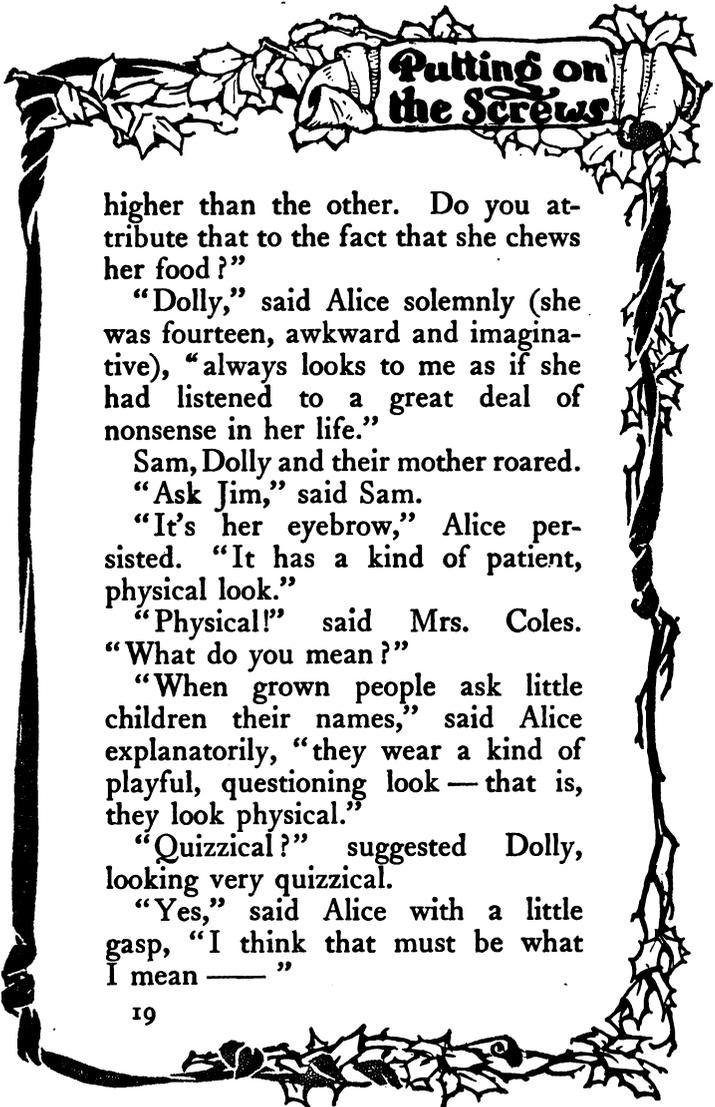 Putting on
the Screws
higher than the other. Do you at-
tribute that to the fact that she chews
her food?”
“Dolly,” said Alice solemnly (she
was fourteen, awkward and imagina-
tive), “always looks to me as if she
had listened to a great deal of
nonsense in her life.”
Sam, Dolly and their mother roared.
“Ask Jim,” said Sam.
“It’s her eyebrow,” Alice per-
sisted. “It has a kind of patient,
physical look.”
“Physical!” said Mrs. Coles.
“What do you mean?”
“When grown people ask little
children their names,” said Alice
explanatorily, “they wear a kind of
playful, questioning look — that is,
they look physical.”
“Quizzical?” suggested Dolly,
looking very quizzical.
“Yes,” said Alice with a little
gasp, “I think that must be what
I mean —— ”
19